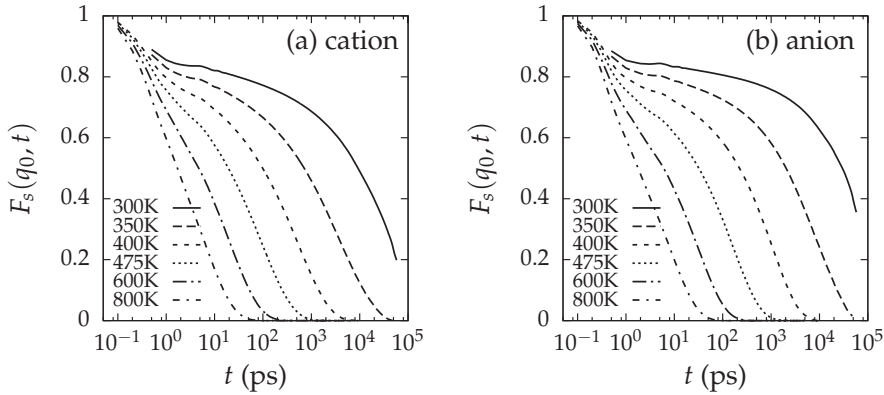 (a) cation
F_s(q_0, t)
1
0.8
0.6
0.4
0.2
0
300K
350K
400K
475K
600K
800K
10^{-1} 10^0 10^1 10^2 10^3 10^4 10^5
t (ps)
(b) anion
F_s(q_0, t)
1
0.8
0.6
0.4
0.2
0
300K
350K
400K
475K
600K
800K
10^{-1} 10^0 10^1 10^2 10^3 10^4 10^5
t (ps)